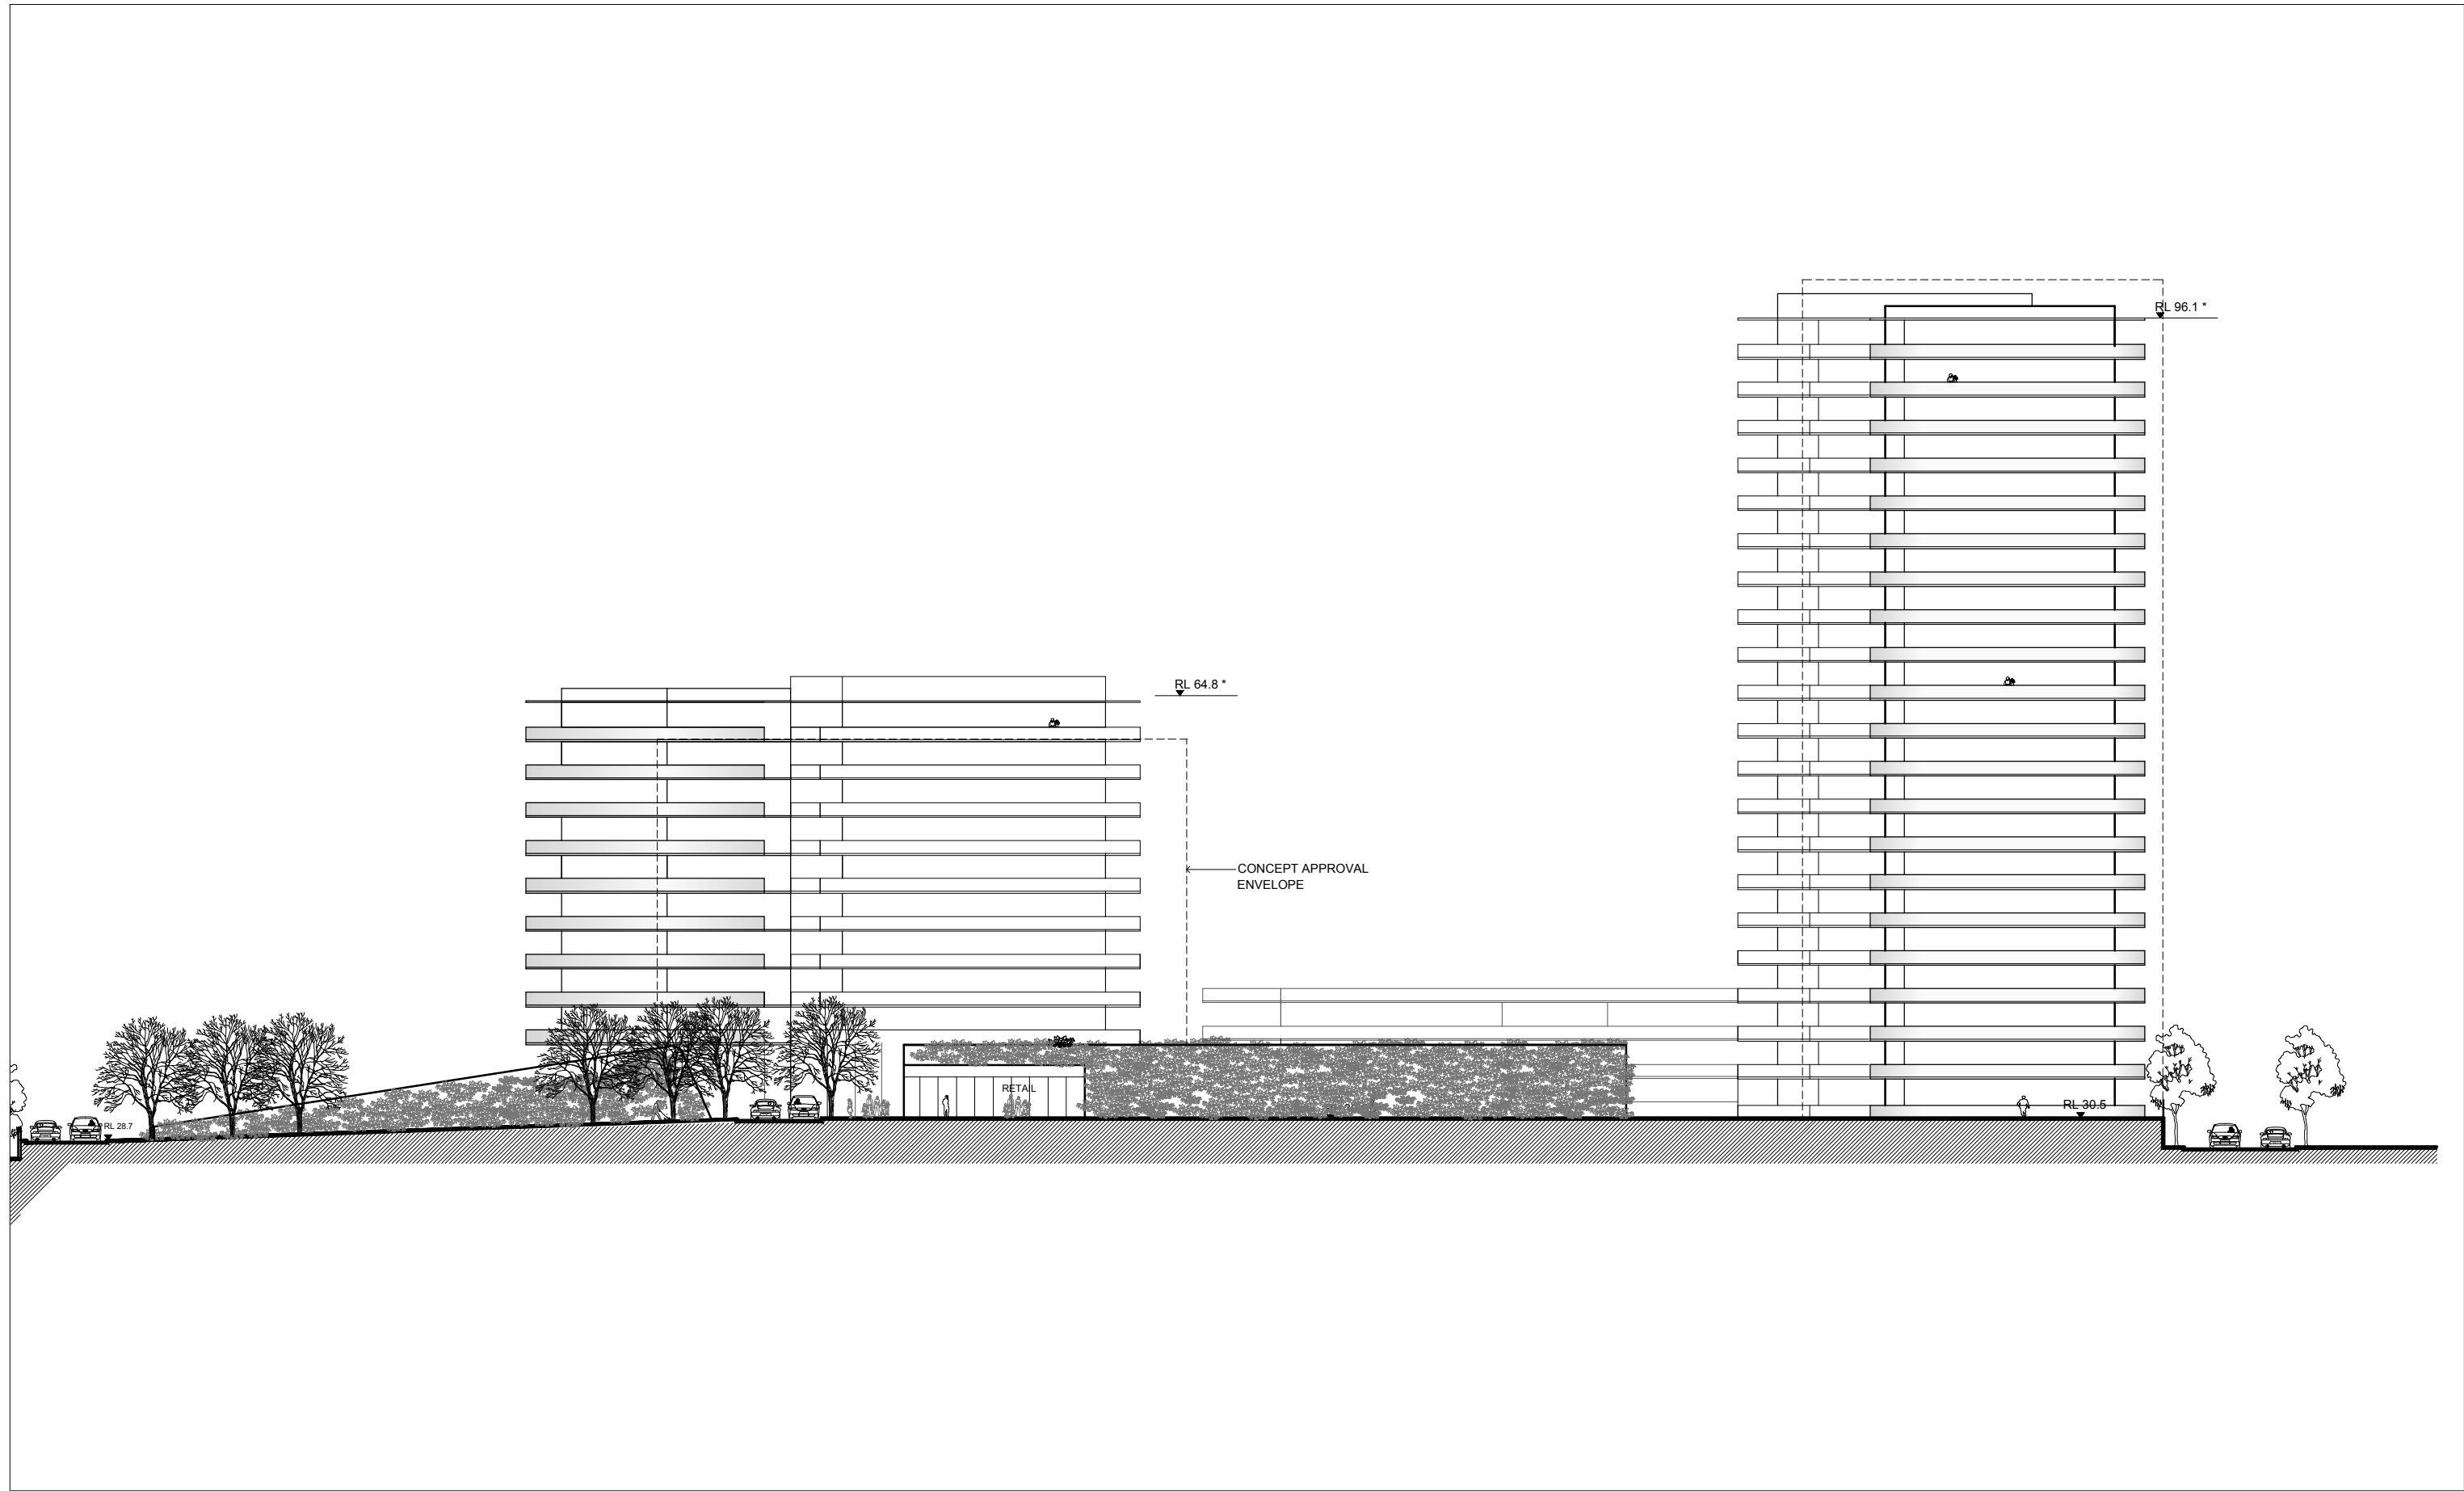 RL 96.1 *
RL 64.8 *
CONCEPT APPROVAL
ENVELOPE
RETAIL
RL 30.5
RL 28.7